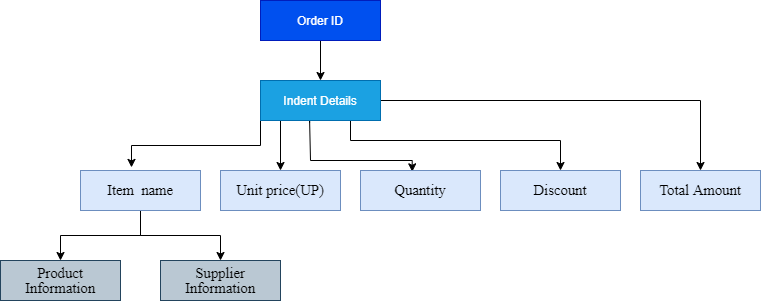 Order ID
Indent Details
Item name
Unit price(UP)
Quantity
Discount
Total Amount
Product
Information
Supplier
Information